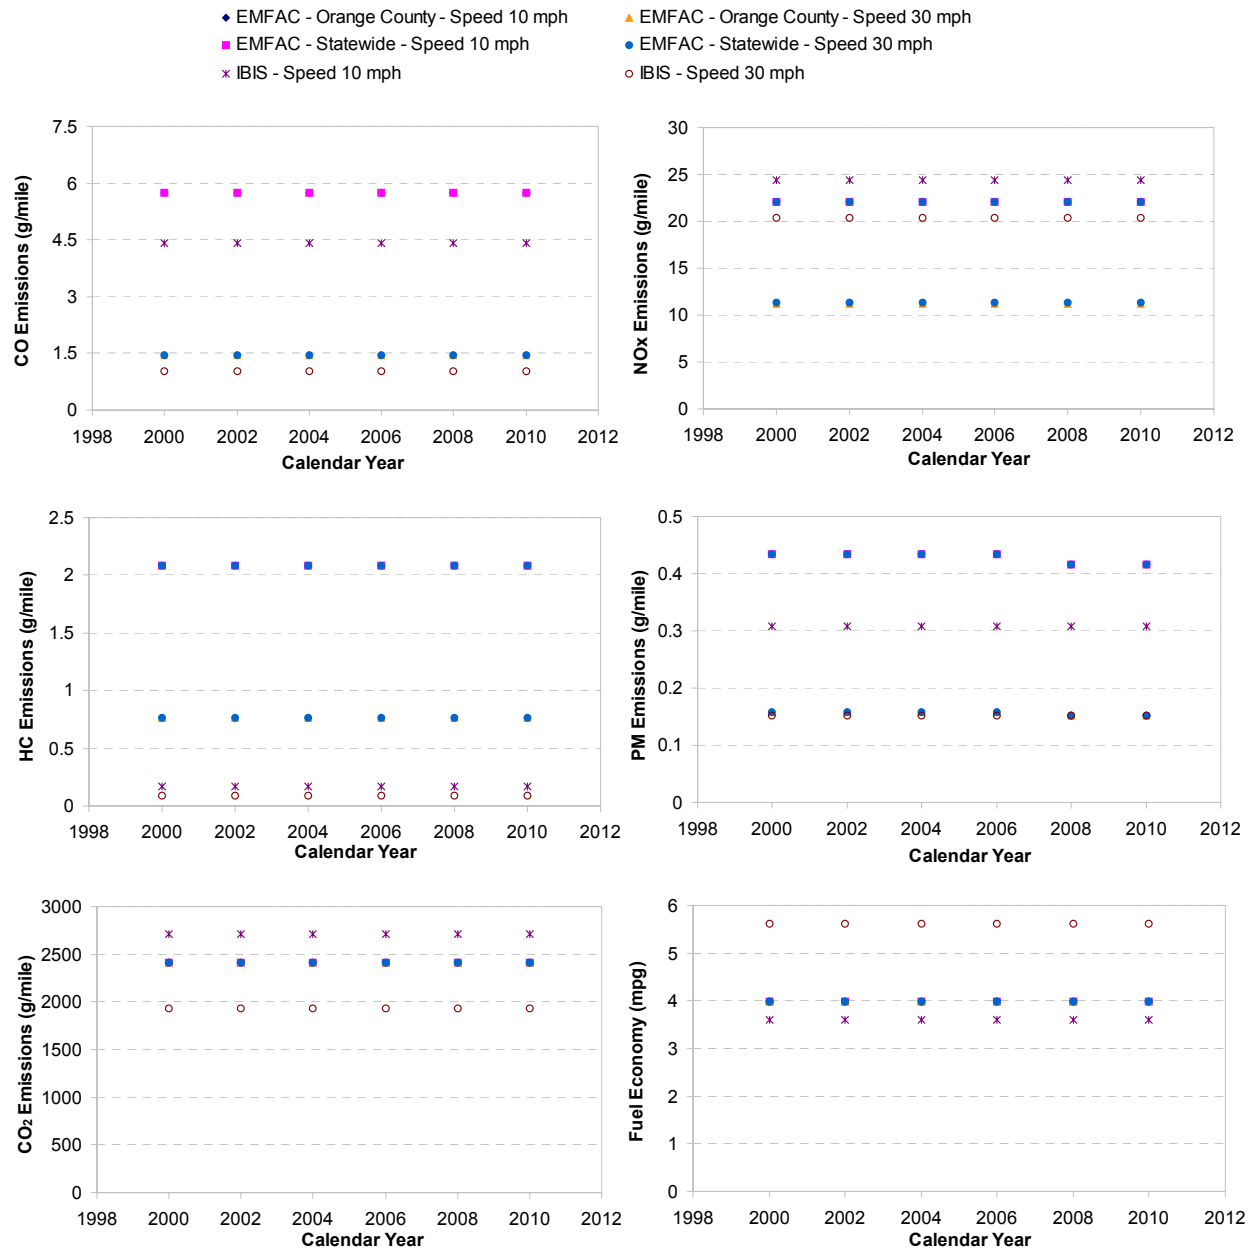 EMFAC - Orange County - Speed 10 mph
EMFAC - Orange County - Speed 30 mph
EMFAC - Statewide - Speed 10 mph
EMFAC - Statewide - Speed 30 mph
IBIS - Speed 10 mph
IBIS - Speed 30 mph
CO Emissions (g/mile)
7.5
6
4.5
3
1.5
0
1998 2000 2002 2004 2006 2008 2010 2012
Calendar Year
NOx Emissions (g/mile)
30
25
20
15
10
5
0
1998 2000 2002 2004 2006 2008 2010 2012
Calendar Year
HC Emissions (g/mile)
2.5
2
1.5
1
0.5
0
1998 2000 2002 2004 2006 2008 2010 2012
Calendar Year
PM Emissions (g/mile)
0.5
0.4
0.3
0.2
0.1
0
1998 2000 2002 2004 2006 2008 2010 2012
Calendar Year
CO₂ Emissions (g/mile)
3000
2500
2000
1500
1000
500
0
1998 2000 2002 2004 2006 2008 2010 2012
Calendar Year
Fuel Economy (mpg)
6
5
4
3
2
1
0
1998 2000 2002 2004 2006 2008 2010 2012
Calendar Year